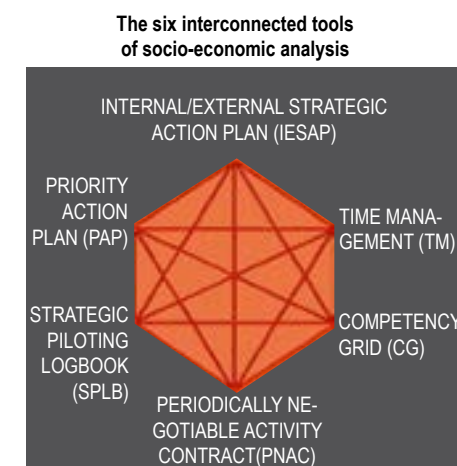 The six interconnected tools
of socio-economic analysis
INTERNAL/EXTERNAL STRATEGIC
ACTION PLAN (IESAP)
PRIORITY
ACTION
PLAN (PAP)
TIME MANA-
GEMENT (TM)
STRATEGIC
PILOTING
LOGBOOK
(SPLB)
COMPETENCY
GRID (CG)
PERIODICALLY NE-
GOTIABLE ACTIVITY
CONTRACT(PNAC)